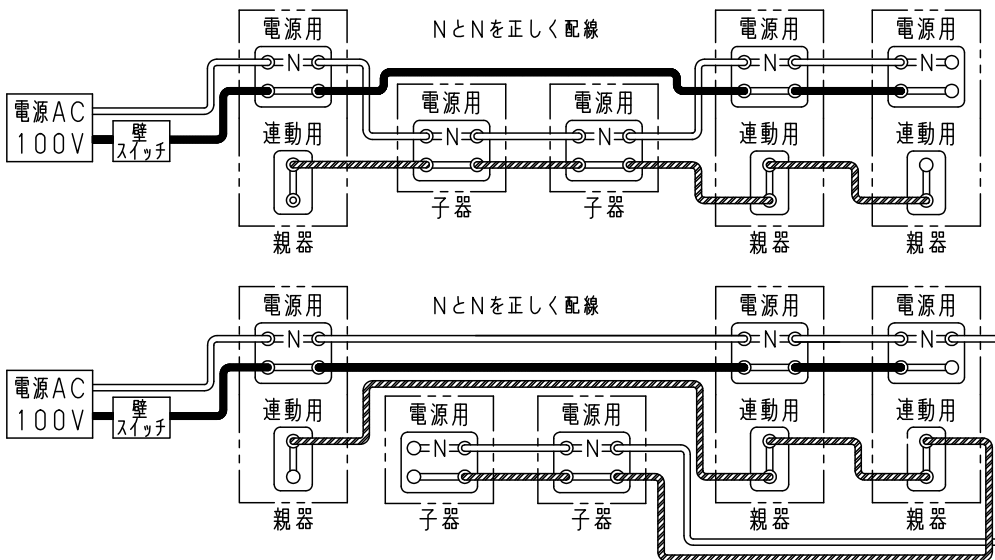 電源用
NとNを正しく配線
電源用
電源用
N
N
N
電源AC
100V
壁
スイッチ
電源用
電源用
N
N
連動用
連動用
連動用
子器
子器
親器
親器
親器
電源用
NとNを正しく配線
電源用
電源用
N
N
N
電源AC
100V
壁
スイッチ
連動用
電源用
電源用
連動用
連動用
N
N
親器
子器
子器
親器
親器